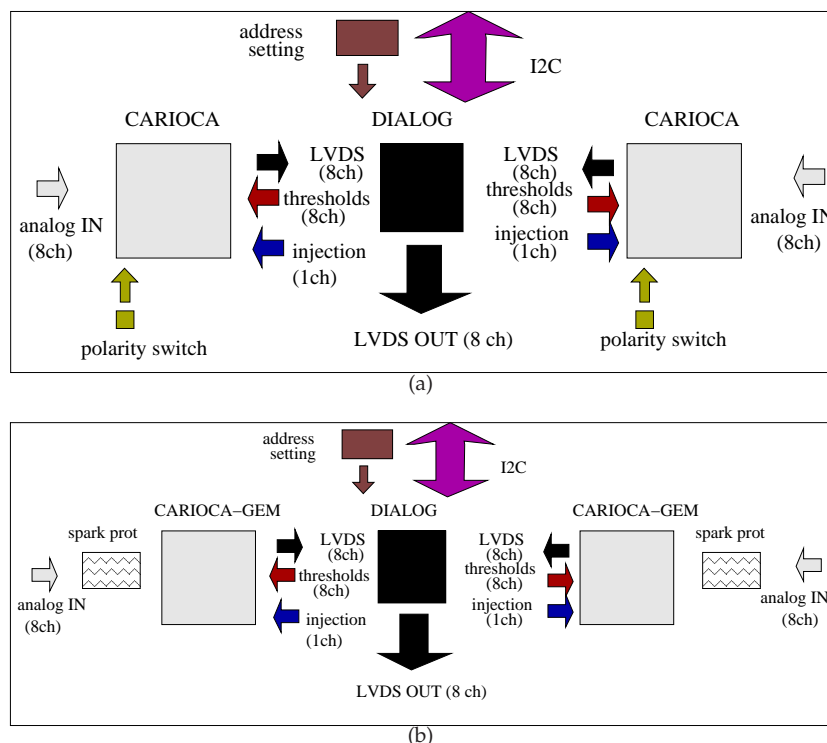 address
setting
I2C
CARIOCA
DIALOG
CARIOCA
LVDS
(8ch)
thresholds
(8ch)
injection
(1ch)
analog IN
(8ch)
LVDS
(8ch)
thresholds
(8ch)
injection
(1ch)
analog IN
(8ch)
polarity switch
LVDS OUT (8 ch)
polarity switch
(a)
address
setting
I2C
CARIOCA−GEM
DIALOG
CARIOCA−GEM
spark prot
LVDS
(8ch)
thresholds
(8ch)
injection
(1ch)
analog IN
(8ch)
LVDS
(8ch)
thresholds
(8ch)
injection
(1ch)
spark prot
analog IN
(8ch)
LVDS OUT (8 ch)
(b)